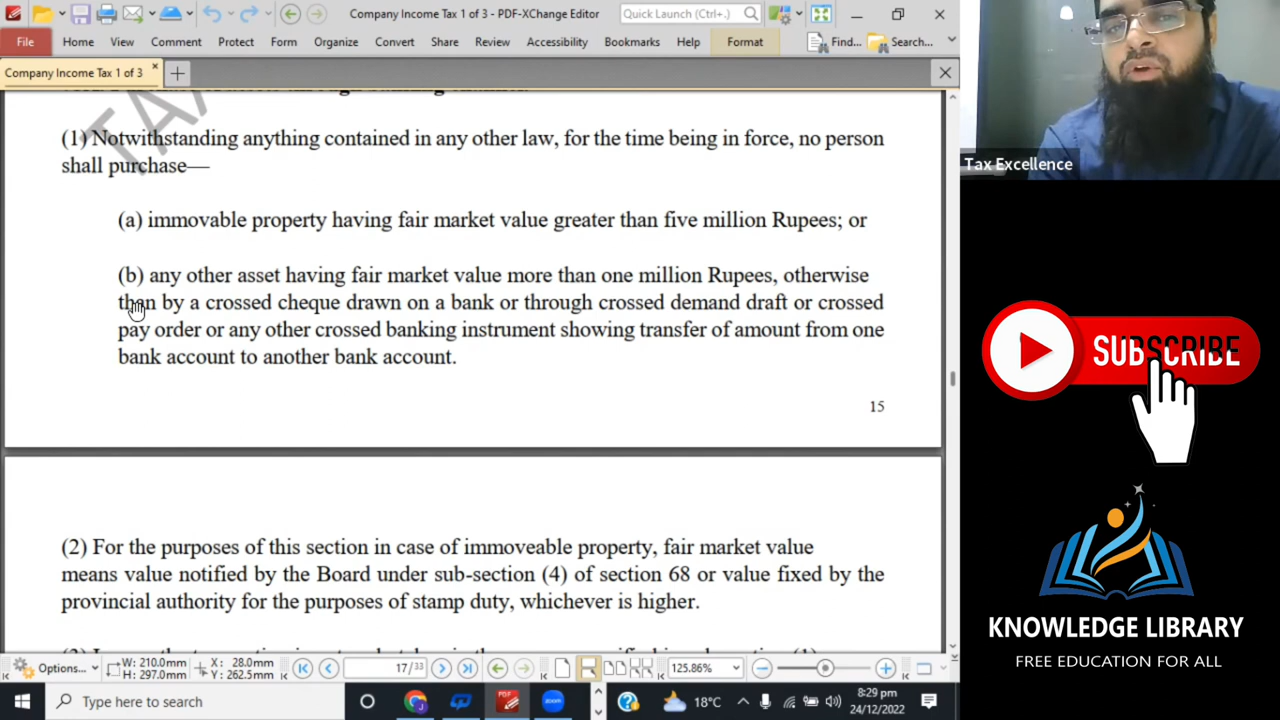 Company Income Tax 1 of 3 - PDF-XChange Editor
Quick Launch (Ctrl+.)
File Home View Comment Protect Form Organize Convert Share Review Accessibility Bookmarks Help Format Find... Search...
Company Income Tax 1 of 3
TAX
(1) Notwithstanding anything contained in any other law, for the time being in force, no person
shall purchase—
(a) immovable property having fair market value greater than five million Rupees; or
(b) any other asset having fair market value more than one million Rupees, otherwise
than by a crossed cheque drawn on a bank or through crossed demand draft or crossed
pay order or any other crossed banking instrument showing transfer of amount from one
bank account to another bank account.
15
(2) For the purposes of this section in case of immoveable property, fair market value
means value notified by the Board under sub-section (4) of section 68 or value fixed by the
provincial authority for the purposes of stamp duty, whichever is higher.
Options... W: 210.0mm H: 297.0mm X: 28.0mm Y: 262.5mm 17 /33 125.86%
Type here to search
PDF
zoom
18°C
8:29 pm
24/12/2022
Tax Excellence
SUBSCRIBE
KNOWLEDGE LIBRARY
FREE EDUCATION FOR ALL